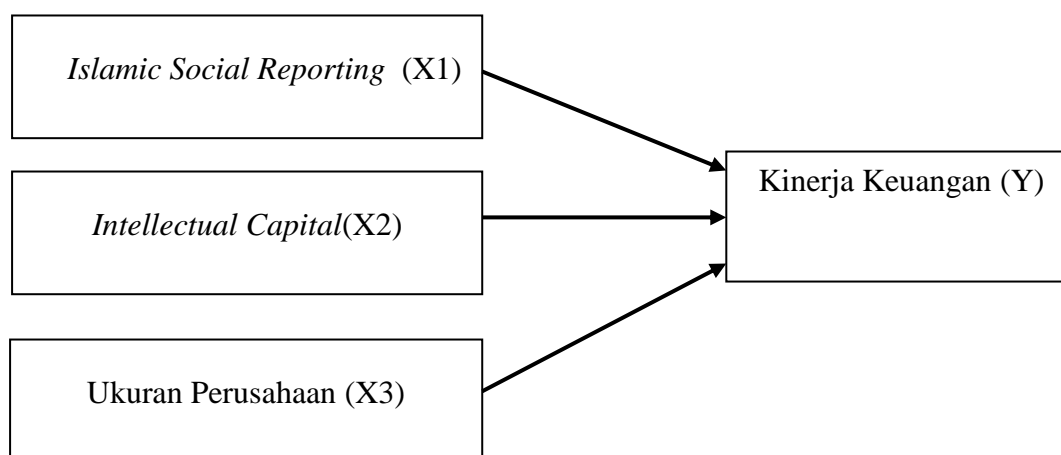 Islamic Social Reporting (X1)
Kinerja Keuangan (Y)
Intellectual Capital(X2)
Ukuran Perusahaan (X3)